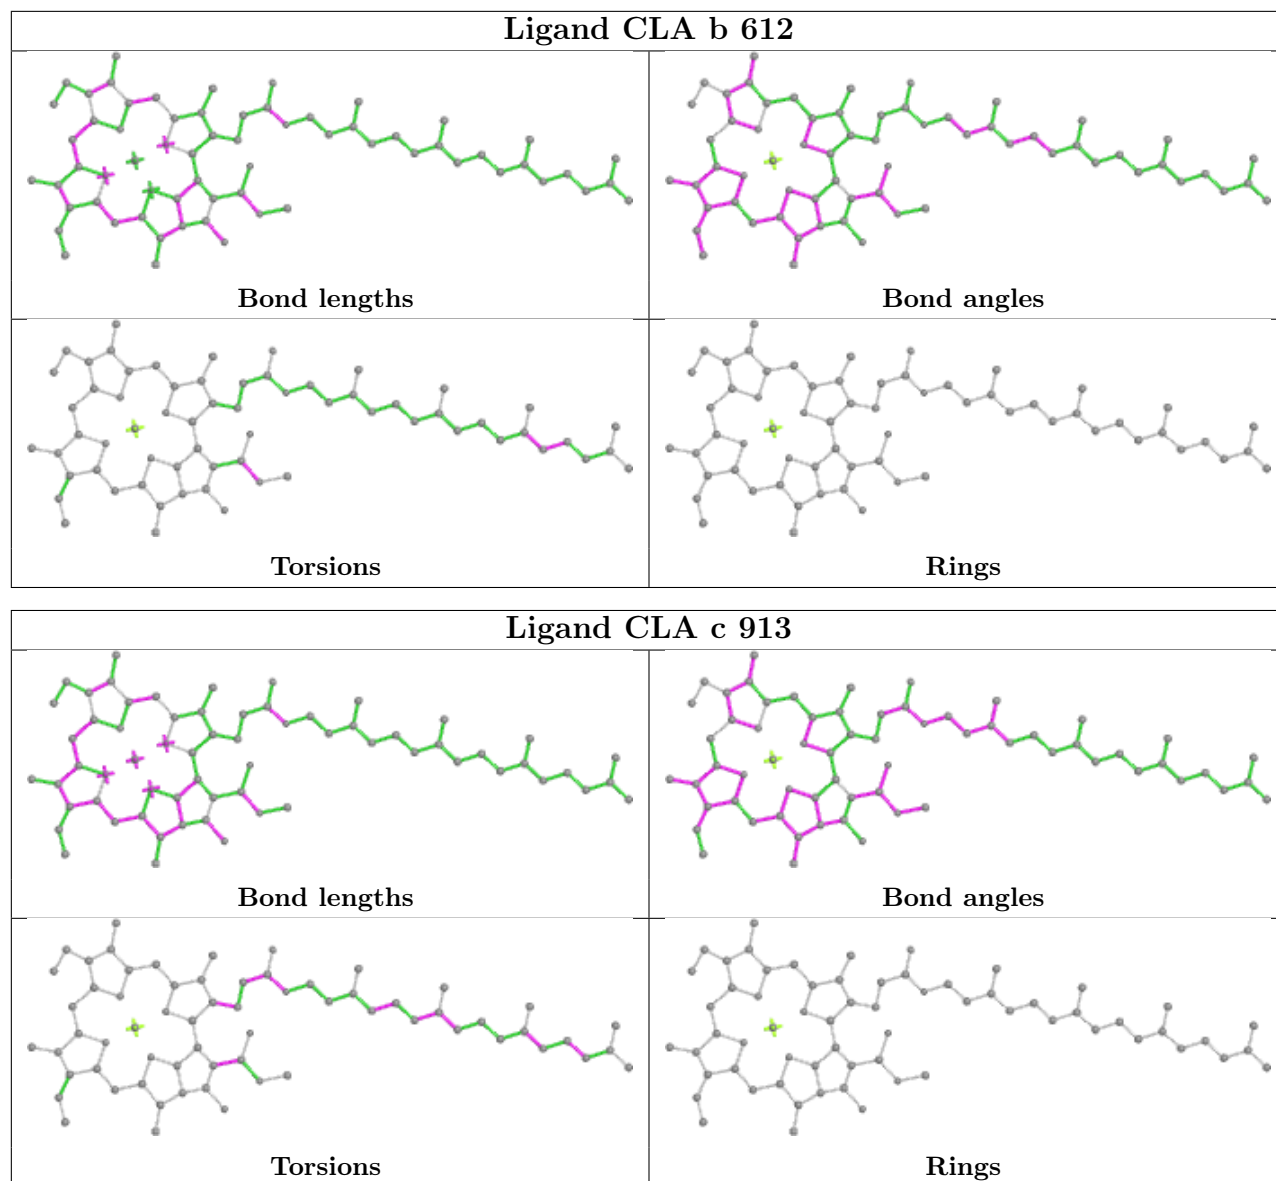 Ligand CLA b 612
Bond lengths
Bond angles
Torsions
Rings
Ligand CLA c 913
Bond lengths
Bond angles
Torsions
Rings